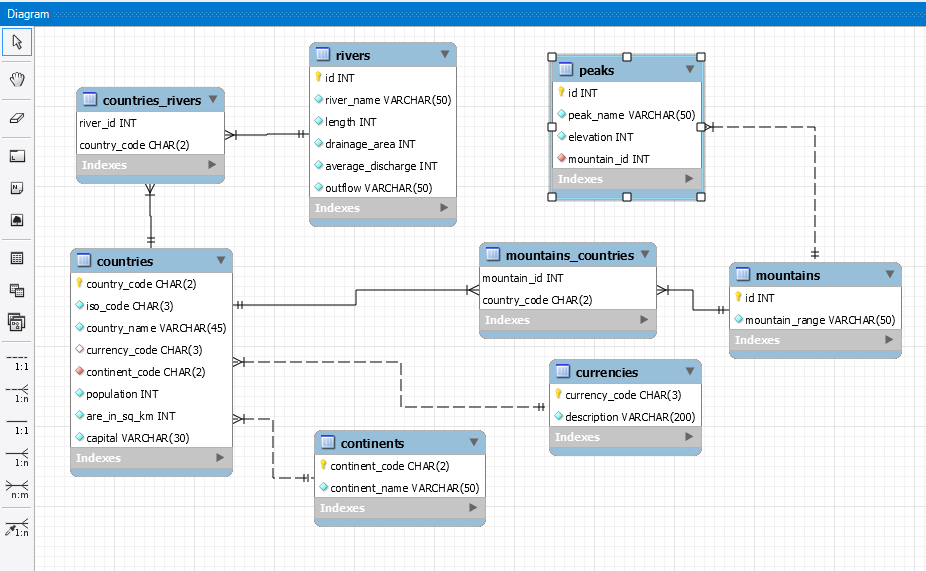 Diagram
rivers
id INT
river_name VARCHAR(50)
length INT
drainage_area INT
average_discharge INT
outflow VARCHAR(50)
Indexes
peaks
id INT
peak_name VARCHAR(50)
elevation INT
mountain_id INT
Indexes
countries_rivers
river_id INT
country_code CHAR(2)
Indexes
countries
country_code CHAR(2)
iso_code CHAR(3)
country_name VARCHAR(45)
currency_code CHAR(3)
continent_code CHAR(2)
population INT
are_in_sq_km INT
capital VARCHAR(30)
Indexes
mountains_countries
mountain_id INT
country_code CHAR(2)
Indexes
mountains
id INT
mountain_range VARCHAR(50)
Indexes
currencies
currency_code CHAR(3)
description VARCHAR(200)
Indexes
continents
continent_code CHAR(2)
continent_name VARCHAR(50)
Indexes
1:1
1:n
1:1
1:n
n:m
1:n